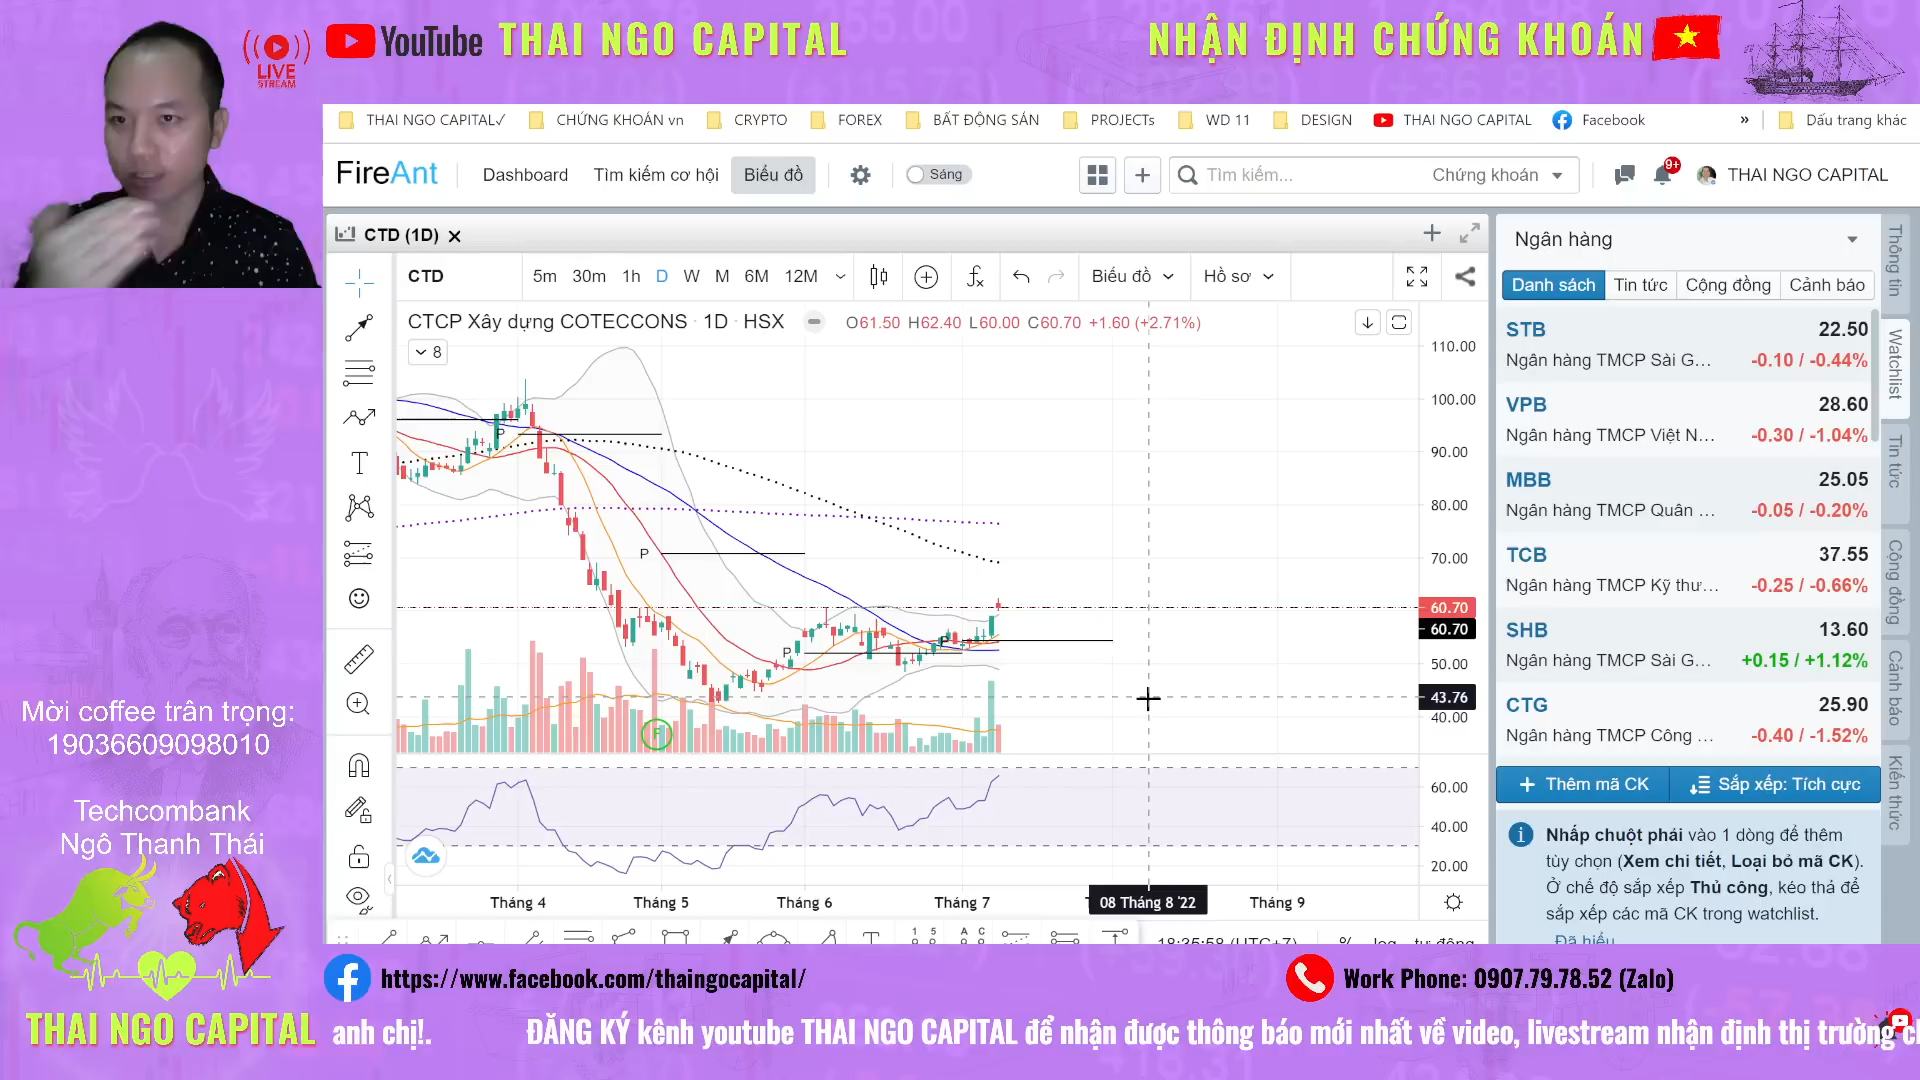 LIVE
STREAM
YouTube THAI NGO CAPITAL
NHẬN ĐỊNH CHỨNG KHOÁN
THAI NGO CAPITAL✓ CHỨNG KHOÁN vn CRYPTO FOREX BẤT ĐỘNG SẢN PROJECTs WD 11 DESIGN THAI NGO CAPITAL Facebook » Dấu trang khác
FireAnt Dashboard Tìm kiếm cơ hội Biểu đồ Sáng Tìm kiếm... Chứng khoán 9+ THAI NGO CAPITAL
CTD (1D)
CTD 5m 30m 1h D W M 6M 12M Biểu đồ Hồ sơ
CTCP Xây dựng COTECCONS · 1D · HSX O61.50 H62.40 L60.00 C60.70 +1.60 (+2.71%)
8
110.00
100.00
90.00
80.00
70.00
60.70
60.70
50.00
43.76
40.00
P
P
P
P
F
60.00
40.00
20.00
Tháng 4 Tháng 5 Tháng 6 Tháng 7 08 Tháng 8 '22 Tháng 9
18:35:58 (UTC+7) % log tự động
Ngân hàng
Danh sách Tin tức Cộng đồng Cảnh báo
STB 22.50
Ngân hàng TMCP Sài G... -0.10 / -0.44%
VPB 28.60
Ngân hàng TMCP Việt N... -0.30 / -1.04%
MBB 25.05
Ngân hàng TMCP Quân ... -0.05 / -0.20%
TCB 37.55
Ngân hàng TMCP Kỹ thư... -0.25 / -0.66%
SHB 13.60
Ngân hàng TMCP Sài G... +0.15 / +1.12%
CTG 25.90
Ngân hàng TMCP Công ... -0.40 / -1.52%
Thêm mã CK Sắp xếp: Tích cực
Nhấp chuột phải vào 1 dòng để thêm
tùy chọn (Xem chi tiết, Loại bỏ mã CK).
Ở chế độ sắp xếp Thủ công, kéo thả để
sắp xếp các mã CK trong watchlist.
Đã hiểu
Thông tin
Watchlist
Tin tức
Cộng đồng
Cảnh báo
Kiến thức
Mời coffee trân trọng:
19036609098010
Techcombank
Ngô Thanh Thái
THAI NGO CAPITAL
https://www.facebook.com/thaingocapital/
Work Phone: 0907.79.78.52 (Zalo)
anh chị!. ĐĂNG KÝ kênh youtube THAI NGO CAPITAL để nhận được thông báo mới nhất về video, livestream nhận định thị trường